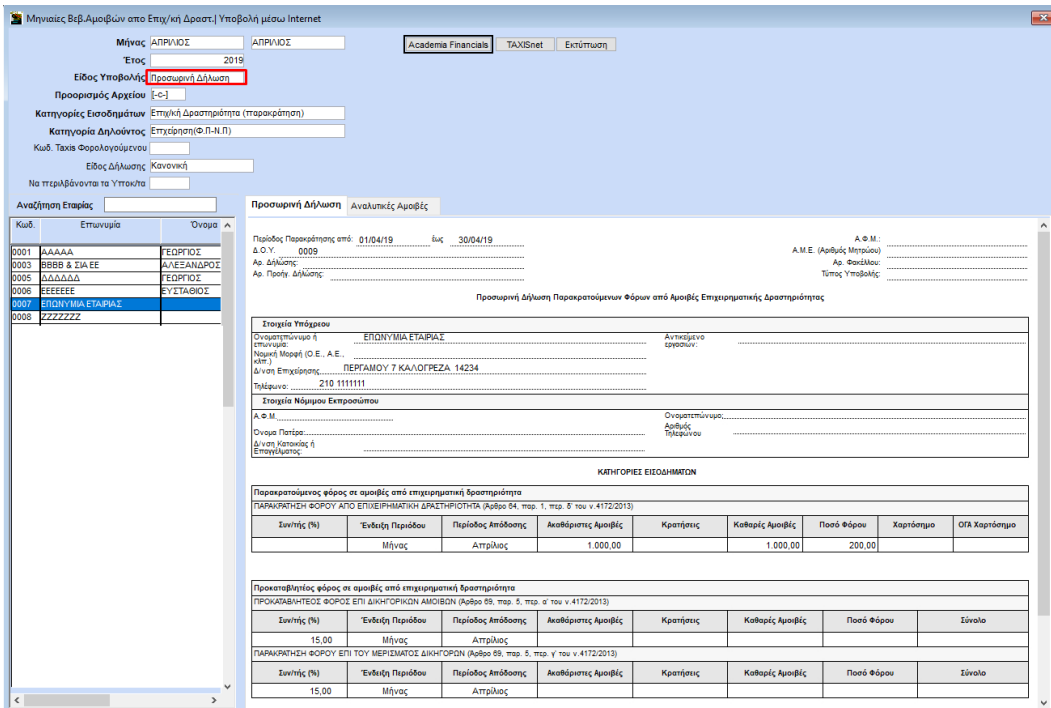 Μηνιαίες Βεβ.Αμοιβών απο Επιχ/κή Δραστ.| Υποβολή μέσω Internet
Μήνας ΑΠΡΙΛΙΟΣ ΑΠΡΙΛΙΟΣ Academia Financials TAXISnet Εκτύπωση
Έτος 2019
Είδος Υποβολής Προσωρινή Δήλωση
Προορισμός Αρχείου [-c-]
Κατηγορίες Εισοδημάτων Επιχ/κή Δραστηριότητα (παρακράτηση)
Κατηγορία Δηλούντος Επιχείρηση(Φ.Π-Ν.Π)
Κωδ. Taxis Φορολογούμενου
Είδος Δήλωσης Κανονική
Να περιλβάνονται τα Υποκ/τα
Αναζήτηση Εταρίας
Κωδ. Επωνυμία Όνομα
0001 ΑΑΑΑΑ ΓΕΩΡΓΙΟΣ
0003 ΒΒΒΒ & ΣΙΑ ΕΕ ΑΛΕΞΑΝΔΡΟΣ
0005 ΔΔΔΔΔΔ ΓΕΩΡΓΙΟΣ
0006 ΕΕΕΕΕΕΕ ΕΥΣΤΑΘΙΟΣ
0007 ΕΠΩΝΥΜΙΑ ΕΤΑΙΡΙΑΣ
0008 ΖΖΖΖΖΖΖ
Προσωρινή Δήλωση Αναλυτικές Αμοιβές
Περίοδος Παρακράτησης από: 01/04/19 έως 30/04/19 Α.Φ.Μ.:
Δ.Ο.Υ. 0009 Α.Μ.Ε. (Αριθμός Μητρώου)
Αρ. Δήλωσης: Αρ. Φακέλλου:
Αρ. Προήγ. Δήλωσης: Τύπος Υποβολής:
Προσωρινή Δήλωση Παρακρατούμενων Φόρων από Αμοιβές Επιχειρηματικής Δραστηριότητας
Στοιχεία Υπόχρεου
Ονοματεπώνυμο ή επωνυμία: ΕΠΩΝΥΜΙΑ ΕΤΑΙΡΙΑΣ Αντικείμενο εργασιών:
Νομική Μορφή (Ο.Ε., Α.Ε., κλπ.)
Δ/νση Επιχείρησης ΠΕΡΓΑΜΟΥ 7 ΚΑΛΟΓΡΕΖΑ 14234
Τηλέφωνο: 210 1111111
Στοιχεία Νόμιμου Εκπροσώπου
Α.Φ.Μ. Ονοματεπώνυμο:
Όνομα Πατέρα: Αριθμός Τηλεφώνου
Δ/νση Κατοικίας ή Επαγγέλματος:
ΚΑΤΗΓΟΡΙΕΣ ΕΙΣΟΔΗΜΑΤΩΝ
Παρακρατούμενος φόρος σε αμοιβές από επιχειρηματική δραστηριότητα
ΠΑΡΑΚΡΑΤΗΣΗ ΦΟΡΟΥ ΑΠΟ ΕΠΙΧΕΙΡΗΜΑΤΙΚΗ ΔΡΑΣΤΗΡΙΟΤΗΤΑ (Άρθρο 64, παρ. 1, περ. δ' του ν.4172/2013)
Συν/τής (%) Ένδειξη Περιόδου Περίοδος Απόδοσης Ακαθάριστες Αμοιβές Κρατήσεις Καθαρές Αμοιβές Ποσό Φόρου Χαρτόσημο ΟΓΑ Χαρτόσημο
Μήνας Απρίλιος 1.000,00 1.000,00 200,00
Προκαταβλητέος φόρος σε αμοιβές από επιχειρηματική δραστηριότητα
ΠΡΟΚΑΤΑΒΛΗΤΕΟΣ ΦΟΡΟΣ ΕΠΙ ΔΙΚΗΓΟΡΙΚΩΝ ΑΜΟΙΒΩΝ (Άρθρο 69, παρ. 5, περ. α' του ν.4172/2013)
Συν/τής (%) Ένδειξη Περιόδου Περίοδος Απόδοσης Ακαθάριστες Αμοιβές Κρατήσεις Καθαρές Αμοιβές Ποσό Φόρου Σύνολο
15,00 Μήνας Απρίλιος
ΠΑΡΑΚΡΑΤΗΣΗ ΦΟΡΟΥ ΕΠΙ ΤΟΥ ΜΕΡΙΣΜΑΤΟΣ ΔΙΚΗΓΟΡΩΝ (Άρθρο 69, παρ. 5, περ. γ' του ν.4172/2013)
Συν/τής (%) Ένδειξη Περιόδου Περίοδος Απόδοσης Ακαθάριστες Αμοιβές Κρατήσεις Καθαρές Αμοιβές Ποσό Φόρου Σύνολο
15,00 Μήνας Απρίλιος